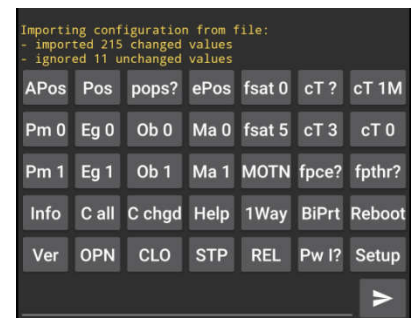 Importing configuration from file:
- imported 215 changed values
- ignored 11 unchanged values
APos Pos pops? ePos fsat 0 cT ? cT 1M
Pm 0 Eg 0 Ob 0 Ma 0 fsat 5 cT 3 cT 0
Pm 1 Eg 1 Ob 1 Ma 1 MOTN fpce? fpthr?
Info C all C chgd Help 1Way BiPrt Reboot
Ver OPN CLO STP REL Pw I? Setup